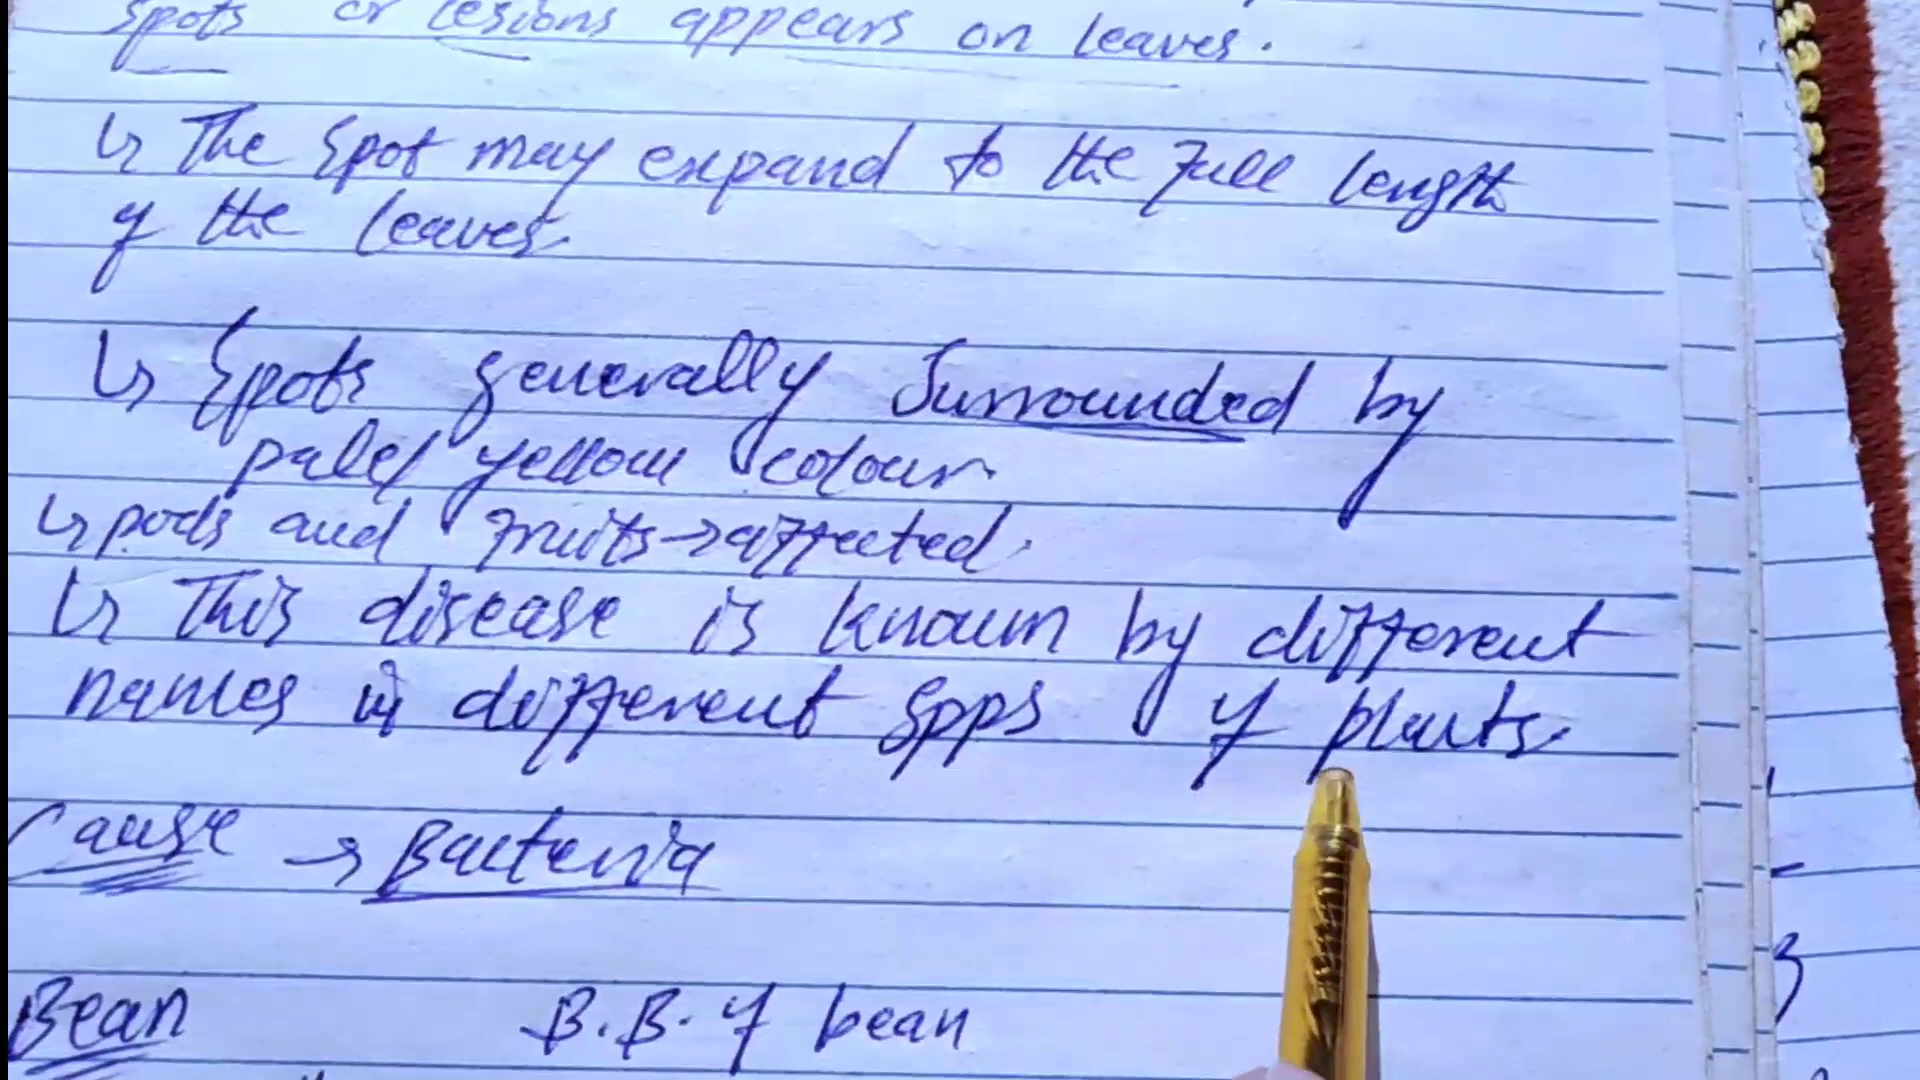 spots or lesions appears on leaves.
↳ The spot may expand to the full length
of the leaves.
↳ Spots generally surrounded by
pale yellow colour
↳ pods and fruits → affected.
↳ This disease is known by different
names in different spps of plants.
Cause → Bacteria
Bean B.B. of bean